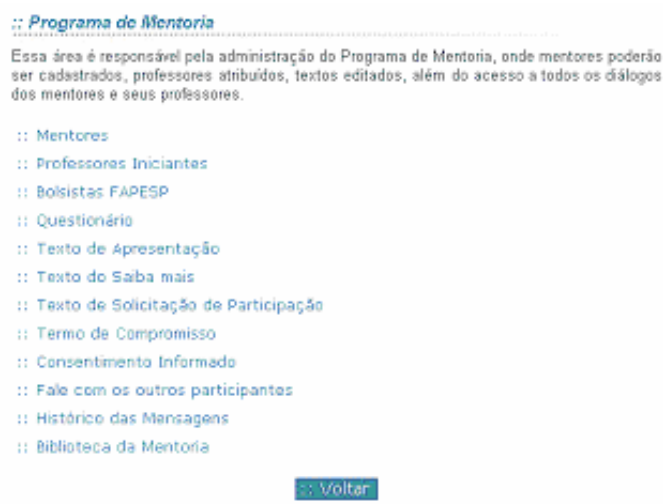 :: Programa de Mentoria
Essa área é responsável pela administração do Programa de Mentoria, onde mentores poderão
ser cadastrados, professores atribuídos, textos editados, além do acesso a todos os diálogos
dos mentores e seus professores.
:: Mentores
:: Professores Iniciantes
:: Bolsistas FAPESP
:: Questionário
:: Texto de Apresentação
:: Texto do Saiba mais
:: Texto de Solicitação de Participação
:: Termo de Compromisso
:: Consentimento Informado
:: Fale com os outros participantes
:: Histórico das Mensagens
:: Biblioteca da Mentoria
:: Voltar